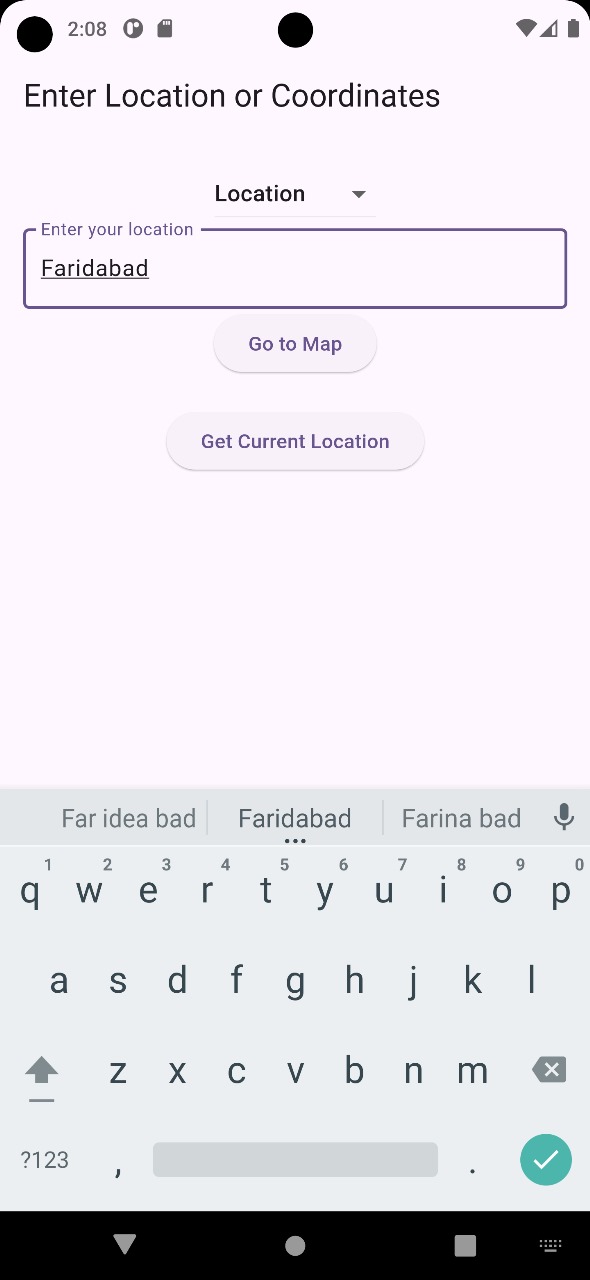 2:08
Enter Location or Coordinates
Location
Enter your location
Faridabad
Go to Map
Get Current Location
Far idea bad Faridabad Farina bad
1 2 3 4 5 6 7 8 9 0
q w e r t y u i o p
a s d f g h j k l
z x c v b n m
?123 , .